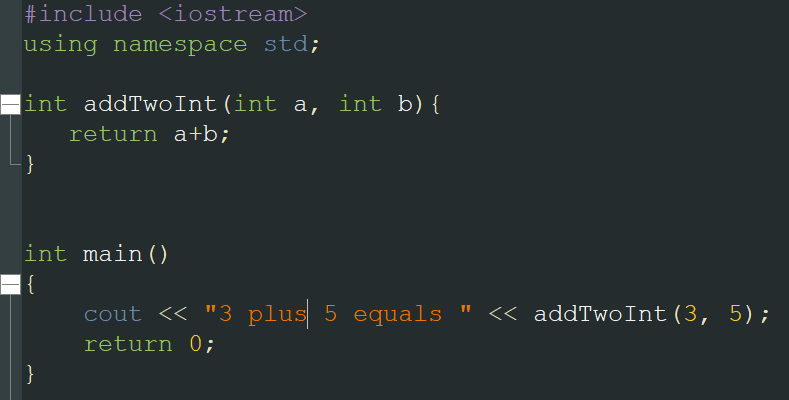 #include <iostream>
using namespace std;
int addTwoInt(int a, int b){
return a+b;
}
int main()
{
cout << "3 plus 5 equals " << addTwoInt(3, 5);
return 0;
}